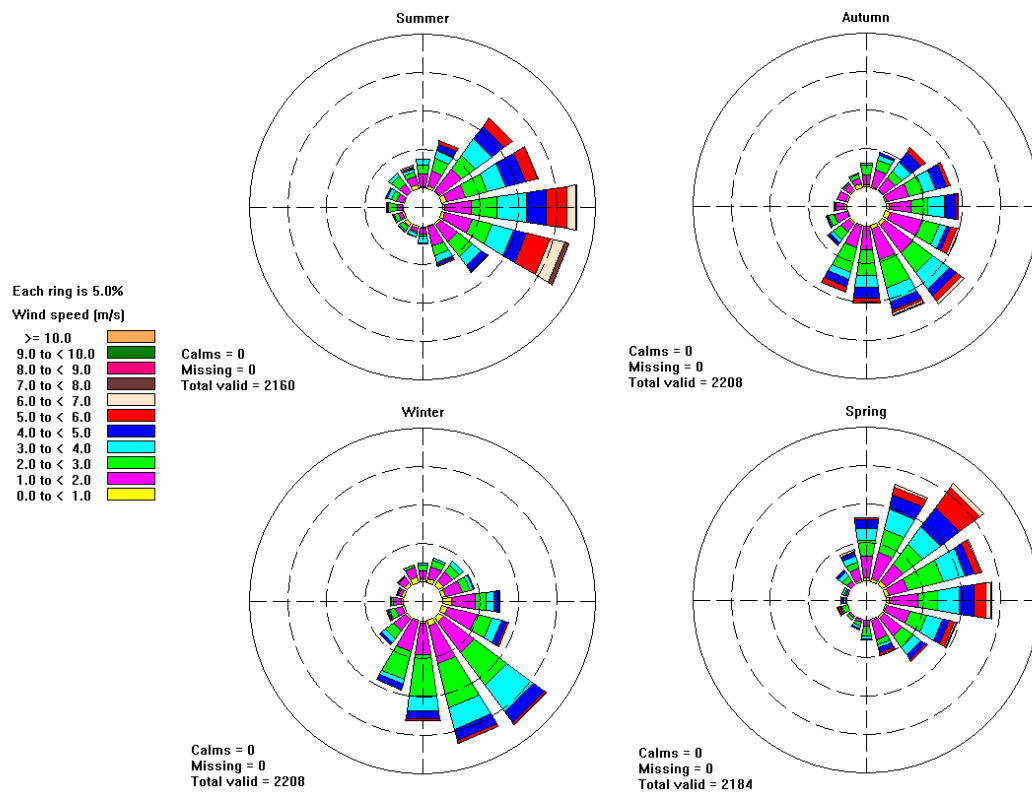 Summer
Autumn
Each ring is 5.0%
Wind speed (m/s)
>= 10.0
9.0 to < 10.0
8.0 to < 9.0
7.0 to < 8.0
6.0 to < 7.0
5.0 to < 6.0
4.0 to < 5.0
3.0 to < 4.0
2.0 to < 3.0
1.0 to < 2.0
0.0 to < 1.0
Calms = 0
Missing = 0
Total valid = 2160
Calms = 0
Missing = 0
Total valid = 2208
Winter
Spring
Calms = 0
Missing = 0
Total valid = 2208
Calms = 0
Missing = 0
Total valid = 2184